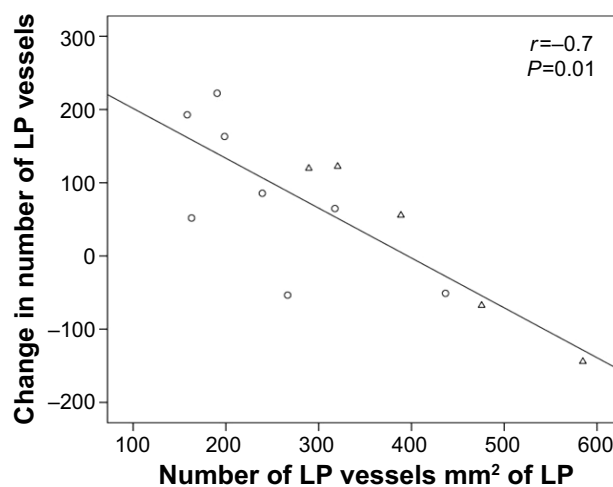 r=–0.7
P=0.01
Change in number of LP vessels
300
200
100
0
–100
–200
100 200 300 400 500 600
Number of LP vessels mm² of LP